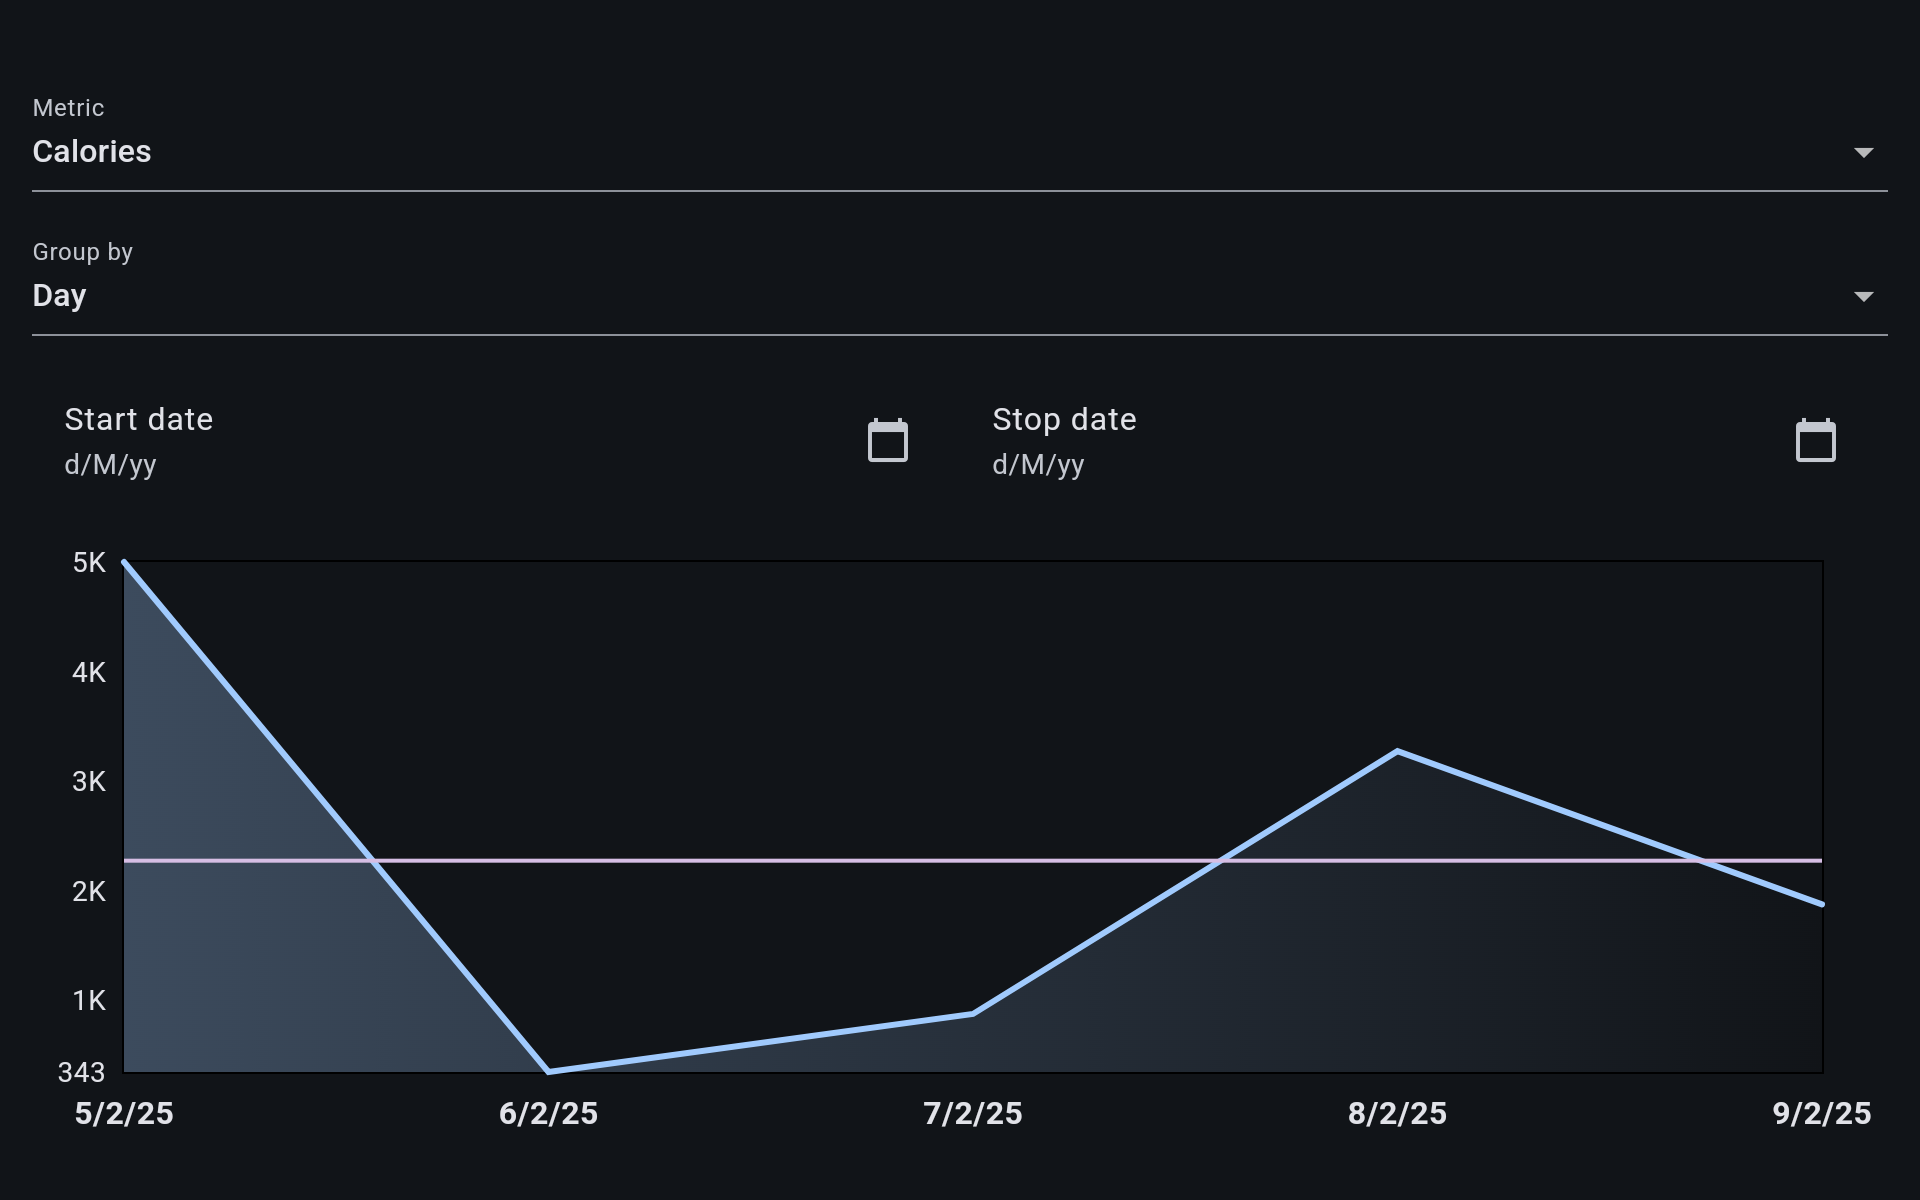 Metric
Calories
Group by
Day
Start date
d/M/yy
Stop date
d/M/yy
5K
4K
3K
2K
1K
343
5/2/25
6/2/25
7/2/25
8/2/25
9/2/25